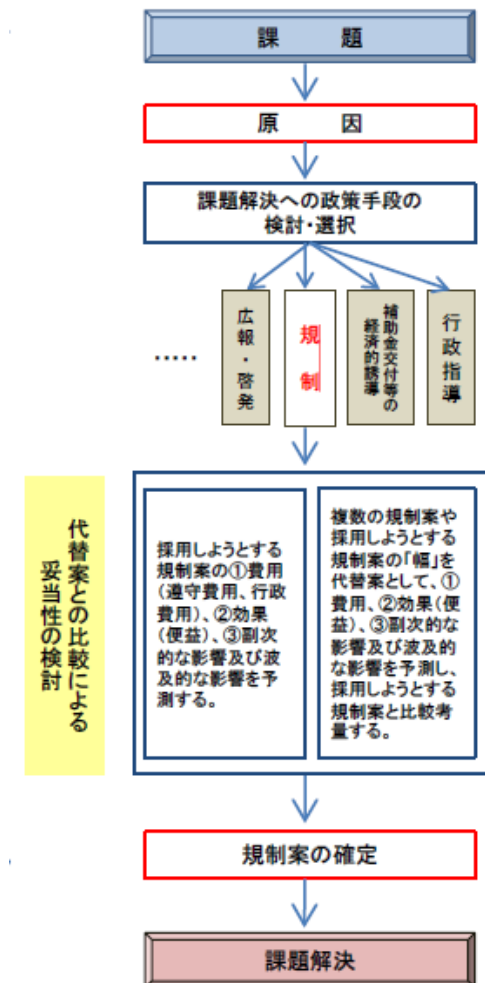 課題
原因
課題解決への政策手段の
検討・選択
・・・・・
広報・啓発
規制
補助金交付等の
経済的誘導
行政指導
代替案との比較による
妥当性の検討
採用しようとする
規制案の①費用
(遵守費用、行政
費用)、②効果
(便益)、③副次
的な影響及び波
及的な影響を予
測する。
複数の規制案や
採用しようとする
規制案の「幅」を
代替案として、①
費用、②効果(便
益)、③副次的な
影響及び波及的
な影響を予測し、
採用しようとする
規制案と比較考
量する。
規制案の確定
課題解決